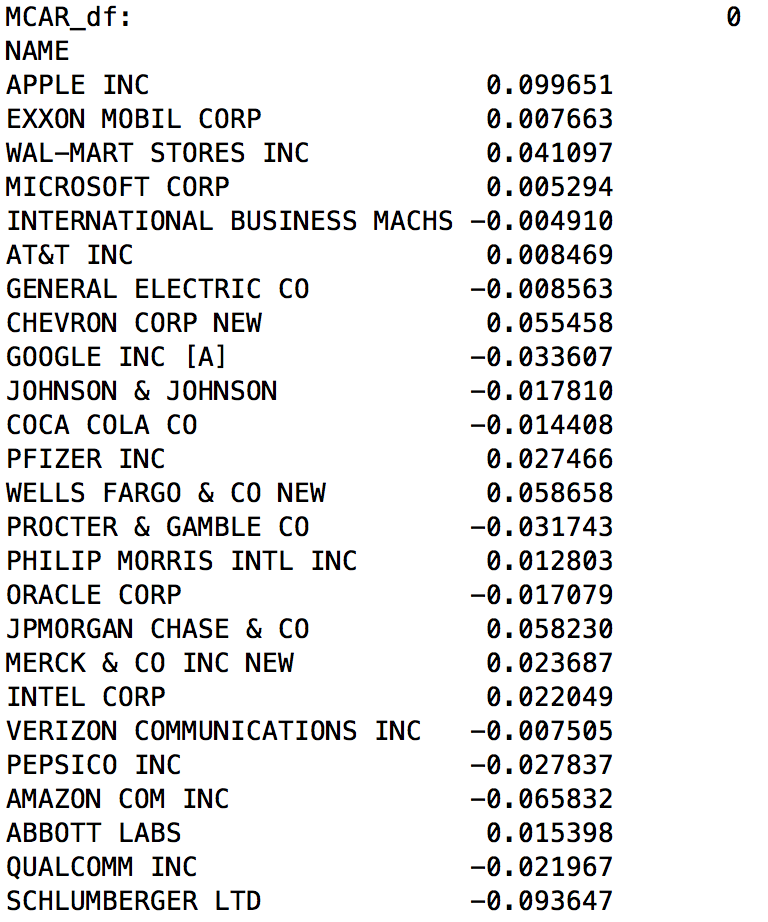 MCAR_df: 0
NAME
APPLE INC 0.099651
EXXON MOBIL CORP 0.007663
WAL-MART STORES INC 0.041097
MICROSOFT CORP 0.005294
INTERNATIONAL BUSINESS MACHS -0.004910
AT&T INC 0.008469
GENERAL ELECTRIC CO -0.008563
CHEVRON CORP NEW 0.055458
GOOGLE INC [A] -0.033607
JOHNSON & JOHNSON -0.017810
COCA COLA CO -0.014408
PFIZER INC 0.027466
WELLS FARGO & CO NEW 0.058658
PROCTER & GAMBLE CO -0.031743
PHILIP MORRIS INTL INC 0.012803
ORACLE CORP -0.017079
JPMORGAN CHASE & CO 0.058230
MERCK & CO INC NEW 0.023687
INTEL CORP 0.022049
VERIZON COMMUNICATIONS INC -0.007505
PEPSICO INC -0.027837
AMAZON COM INC -0.065832
ABBOTT LABS 0.015398
QUALCOMM INC -0.021967
SCHLUMBERGER LTD -0.093647